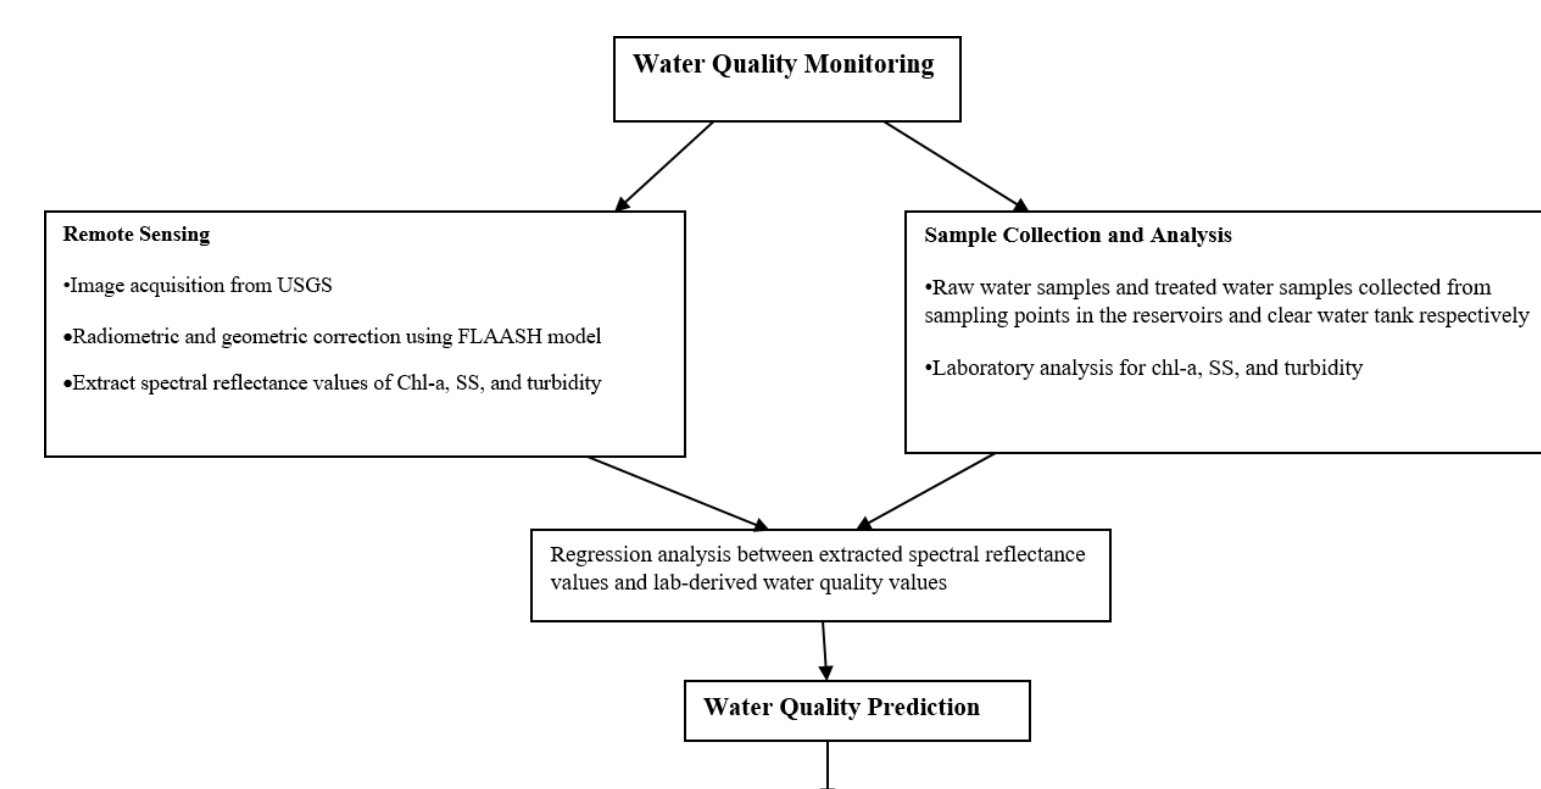 Water Quality Monitoring
Remote Sensing
•Image acquisition from USGS
•Radiometric and geometric correction using FLAASH model
•Extract spectral reflectance values of Chl-a, SS, and turbidity
Sample Collection and Analysis
•Raw water samples and treated water samples collected from
sampling points in the reservoirs and clear water tank respectively
•Laboratory analysis for chl-a, SS, and turbidity
Regression analysis between extracted spectral reflectance
values and lab-derived water quality values
Water Quality Prediction